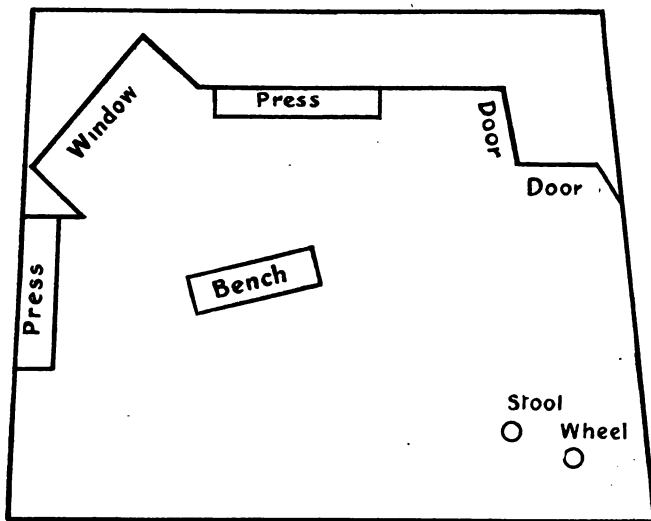 Window
Press
Door
Door
Press
Bench
Stool
Wheel